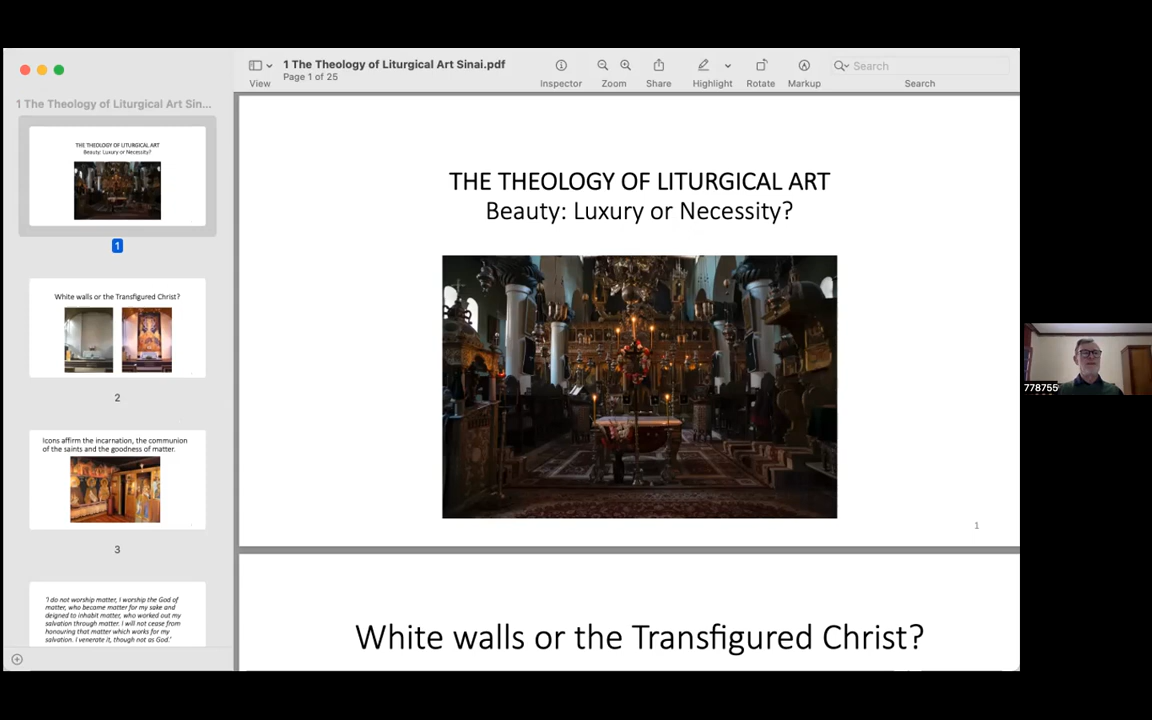 1 The Theology of Liturgical Art Sinai.pdf
Page 1 of 25
View
Inspector
Zoom
Share
Highlight
Rotate
Markup
Search
Search
1 The Theology of Liturgical Art Sin...
THE THEOLOGY OF LITURGICAL ART
Beauty: Luxury or Necessity?
1
White walls or the Transfigured Christ?
2
Icons affirm the incarnation, the communion
of the saints and the goodness of matter.
3
'I do not worship matter, I worship the God of
matter, who became matter for my sake and
deigned to inhabit matter, who worked out my
salvation through matter. I will not cease from
honouring that matter which works for my
salvation. I venerate it, though not as God.'
THE THEOLOGY OF LITURGICAL ART
Beauty: Luxury or Necessity?
1
White walls or the Transfigured Christ?
778755